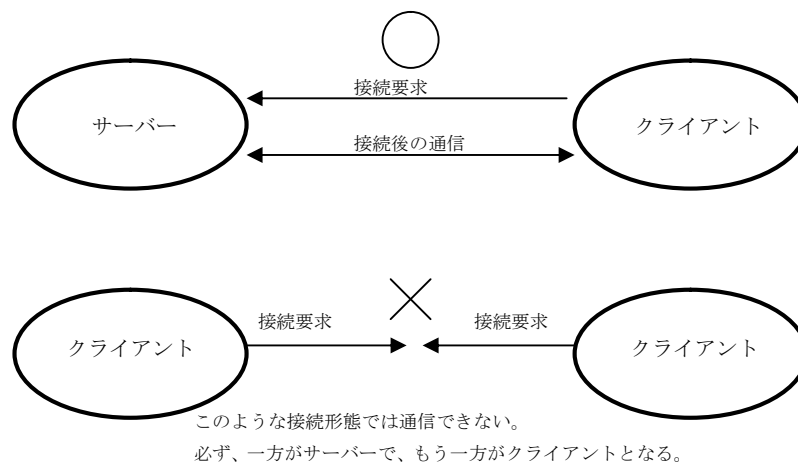 接続要求
サーバー
クライアント
接続後の通信
接続要求
接続要求
クライアント
クライアント
このような接続形態では通信できない。
必ず、一方がサーバーで、もう一方がクライアントとなる。